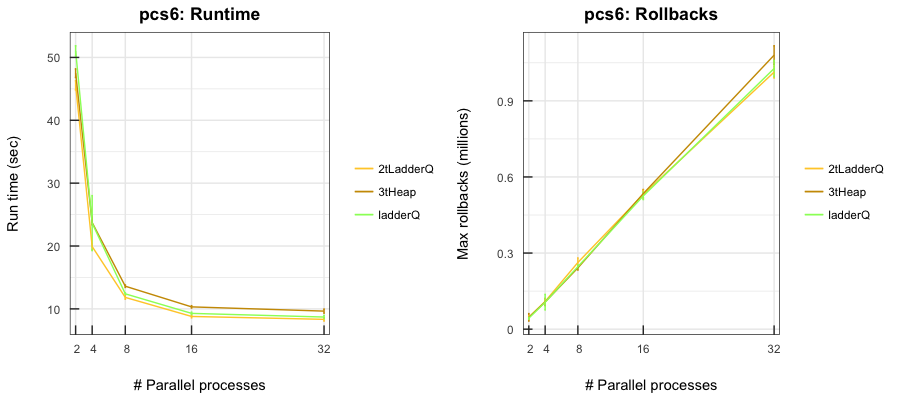 pcs6: Runtime
Run time (sec)
50
40
30
20
10
2 4 8 16 32
# Parallel processes
2tLadderQ
3tHeap
ladderQ
pcs6: Rollbacks
Max rollbacks (millions)
0.9
0.6
0.3
0
2 4 8 16 32
# Parallel processes
2tLadderQ
3tHeap
ladderQ